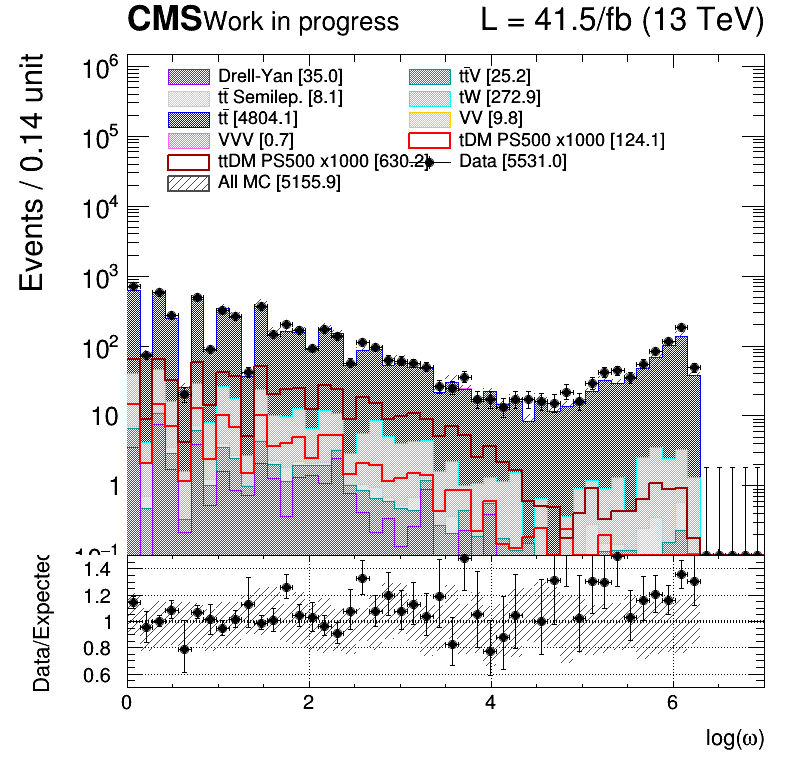 CMS Work in progress L = 41.5/fb (13 TeV)
Events / 0.14 unit
10⁶
10⁵
10⁴
10³
10²
10
1
10⁻¹
Drell-Yan [35.0]
tt̄V [25.2]
tt̄ Semilep. [8.1]
tW [272.9]
tt̄ [4804.1]
VV [9.8]
VVV [0.7]
tDM PS500 x1000 [124.1]
ttDM PS500 x1000 [630.2]
Data [5531.0]
All MC [5155.9]
Data/Expected
1.4
1.2
1
0.8
0.6
0 2 4 6
log(ω)